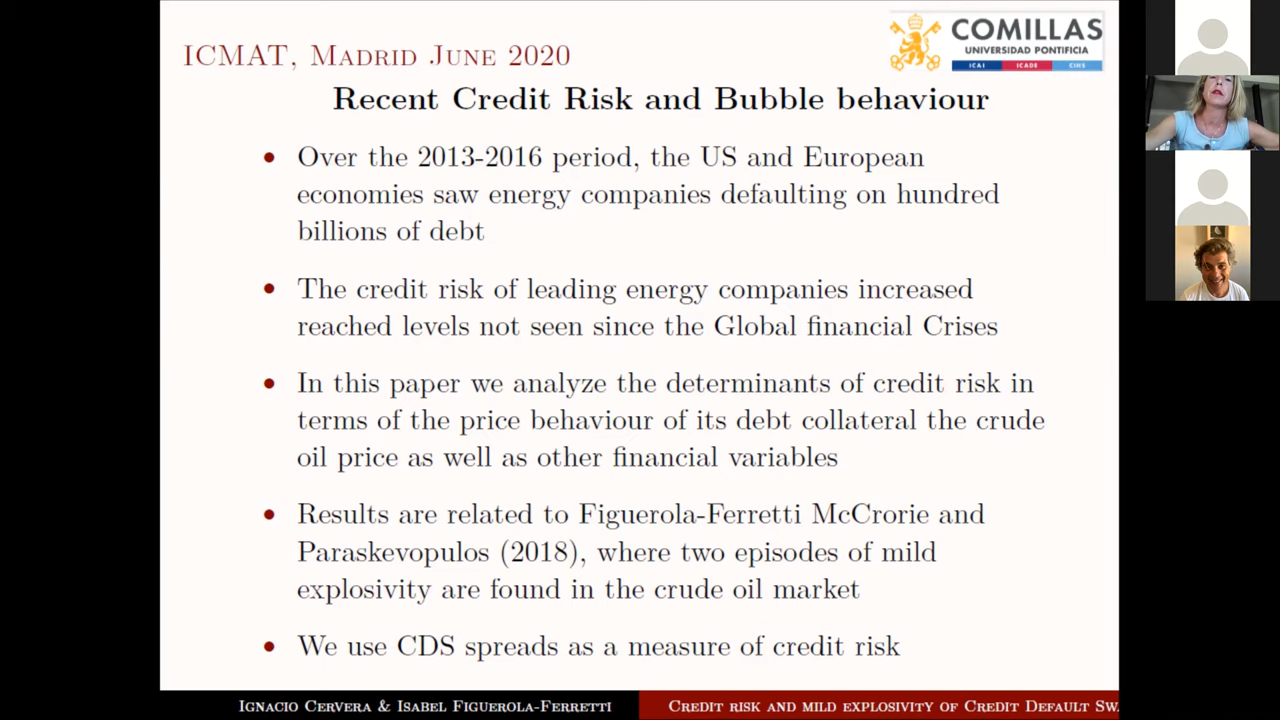 ICMAT, Madrid June 2020
COMILLAS
UNIVERSIDAD PONTIFICIA
ICAI ICADE CIHS
Recent Credit Risk and Bubble behaviour
• Over the 2013-2016 period, the US and European
economies saw energy companies defaulting on hundred
billions of debt
• The credit risk of leading energy companies increased
reached levels not seen since the Global financial Crises
• In this paper we analyze the determinants of credit risk in
terms of the price behaviour of its debt collateral the crude
oil price as well as other financial variables
• Results are related to Figuerola-Ferretti McCrorie and
Paraskevopulos (2018), where two episodes of mild
explosivity are found in the crude oil market
• We use CDS spreads as a measure of credit risk
Ignacio Cervera & Isabel Figuerola-Ferretti
Credit risk and mild explosivity of Credit Default Swa